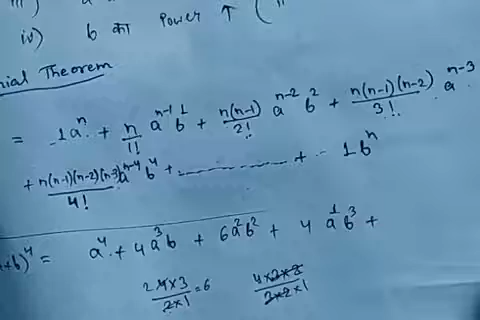 iv) b का power ↑ (
nial Theorem
= 1aⁿ + n/1! aⁿ⁻¹ b¹ + n(n-1)/2! aⁿ⁻² b² + n(n-1)(n-2)/3! aⁿ⁻³
+ n(n-1)(n-2)(n-3)/4! aⁿ⁻⁴ b⁴ + ............ + 1bⁿ
+b)⁴ = a⁴ + 4a³b + 6a²b² + 4a¹b³ +
2 4×3/2×1 = 6 4×3×2/3×2×1